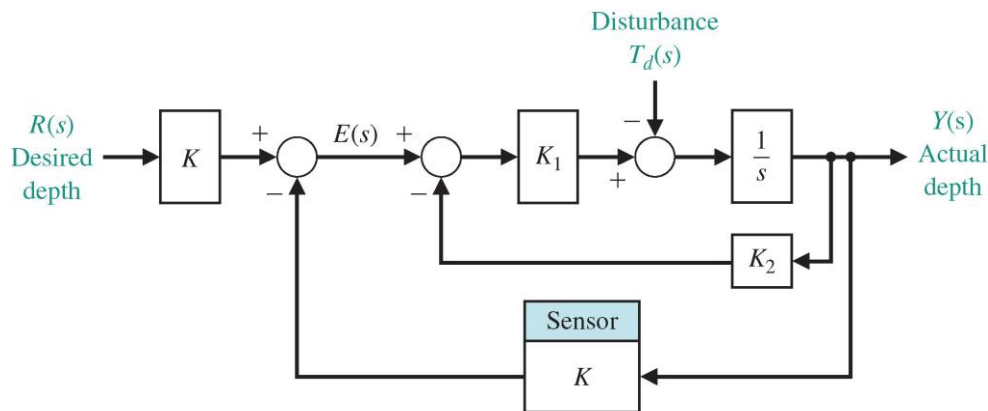 Disturbance
T_d(s)
R(s)
Desired
depth
K
+
−
E(s)
+
−
K_1
−
+
1
s
Y(s)
Actual
depth
K_2
Sensor
K